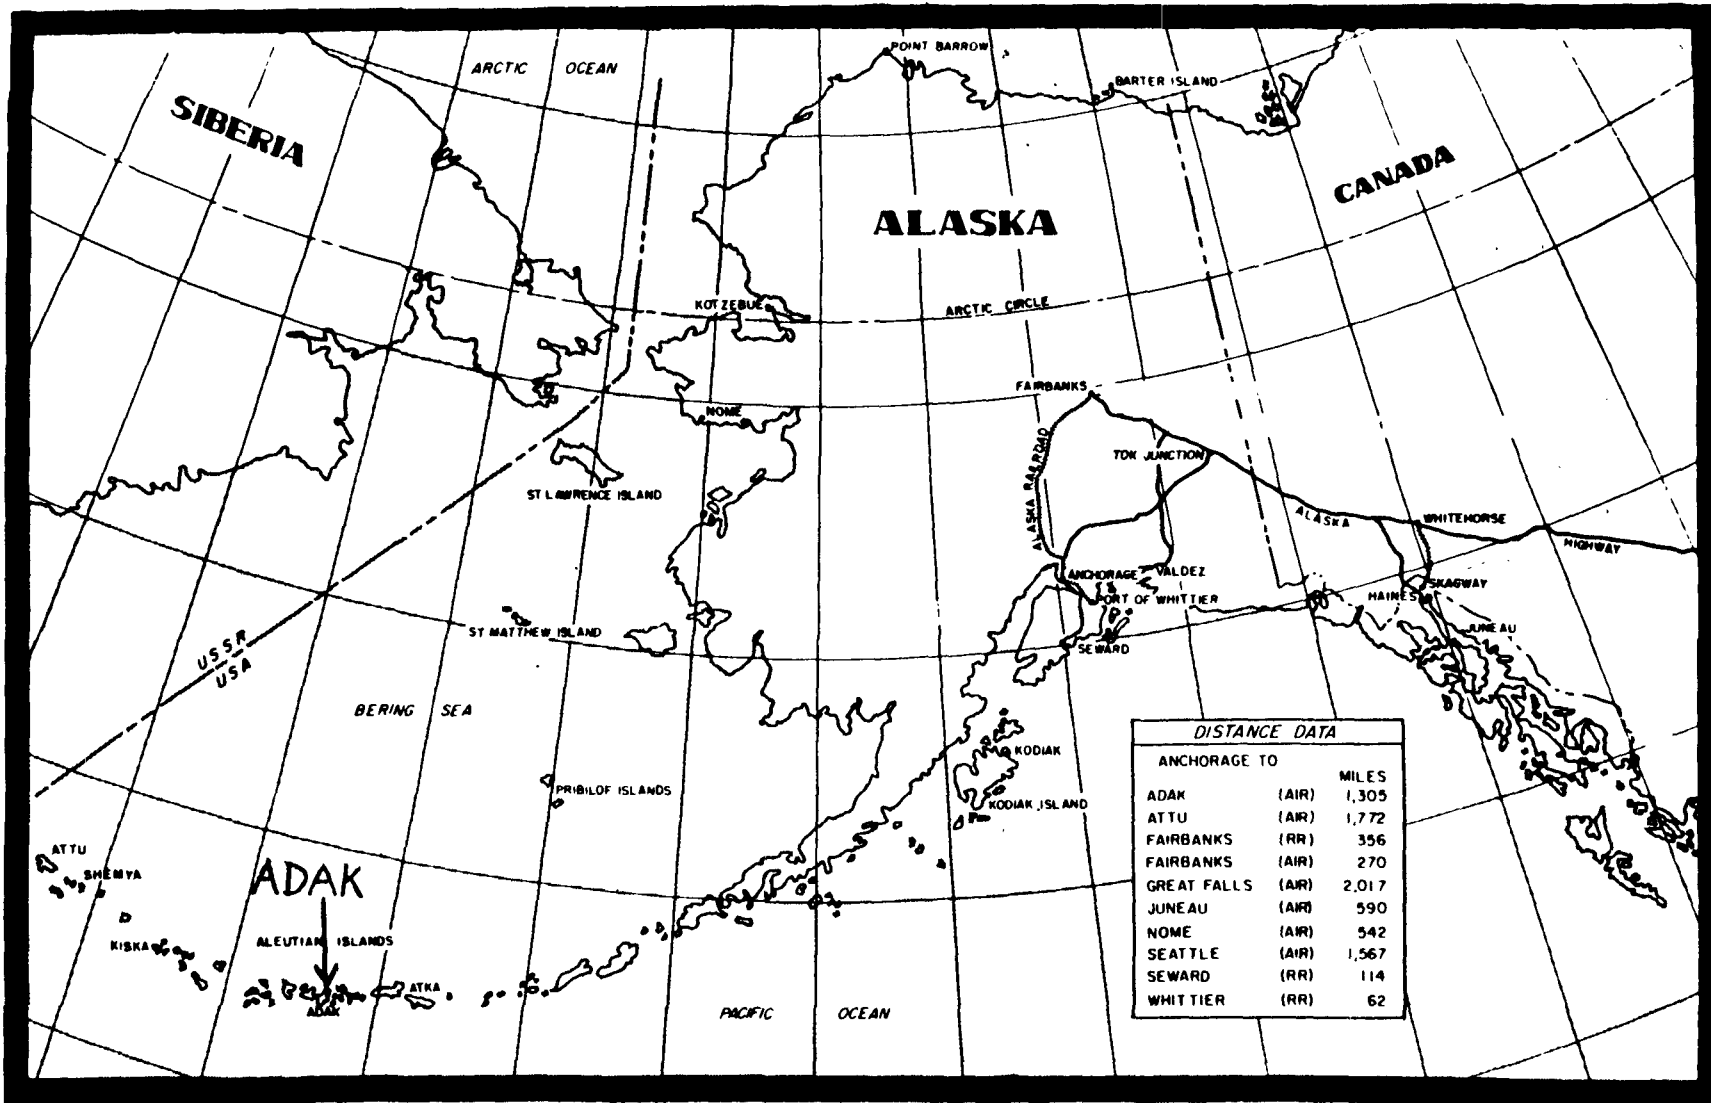 POINT BARROW
ARCTIC OCEAN
BARTER ISLAND
SIBERIA
CANADA
ALASKA
KOTZEBUE
ARCTIC CIRCLE
FAIRBANKS
NOME
ALASKA RAILROAD
TOK JUNCTION
ST LAWRENCE ISLAND
ALASKA HIGHWAY
WHITEHORSE
ANCHORAGE
VALDEZ
SKAGWAY
PORT OF WHITTIER
HAINES
ST MATTHEW ISLAND
JUNEAU
USSR
USA
SEWARD
BERING SEA
KODIAK
PRIBILOF ISLANDS
KODIAK ISLAND
ATTU
SHEMYA
ADAK
KISKA
ALEUTIAN ISLANDS
ATKA
ADAK
PACIFIC OCEAN
DISTANCE DATA
ANCHORAGE TO
MILES
ADAK (AIR) 1,305
ATTU (AIR) 1,772
FAIRBANKS (RR) 356
FAIRBANKS (AIR) 270
GREAT FALLS (AIR) 2,017
JUNEAU (AIR) 590
NOME (AIR) 542
SEATTLE (AIR) 1,567
SEWARD (RR) 114
WHITTIER (RR) 62